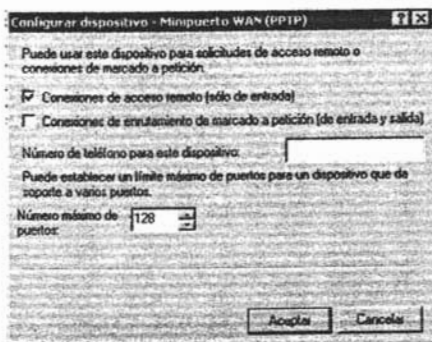 Configurar dispositivo - Minipuerto WAN (PPTP)
Puede usar este dispositivo para solicitudes de acceso remoto o
conexiones de marcado a petición.
Conexiones de acceso remoto (sólo de entrada)
Conexiones de enrutamiento de marcado a petición (de entrada y salida)
Número de teléfono para este dispositivo:
Puede establecer un límite máximo de puertos para un dispositivo que da
soporte a varios puertos.
Número máximo de
puertos:
128
Aceptar
Cancelar